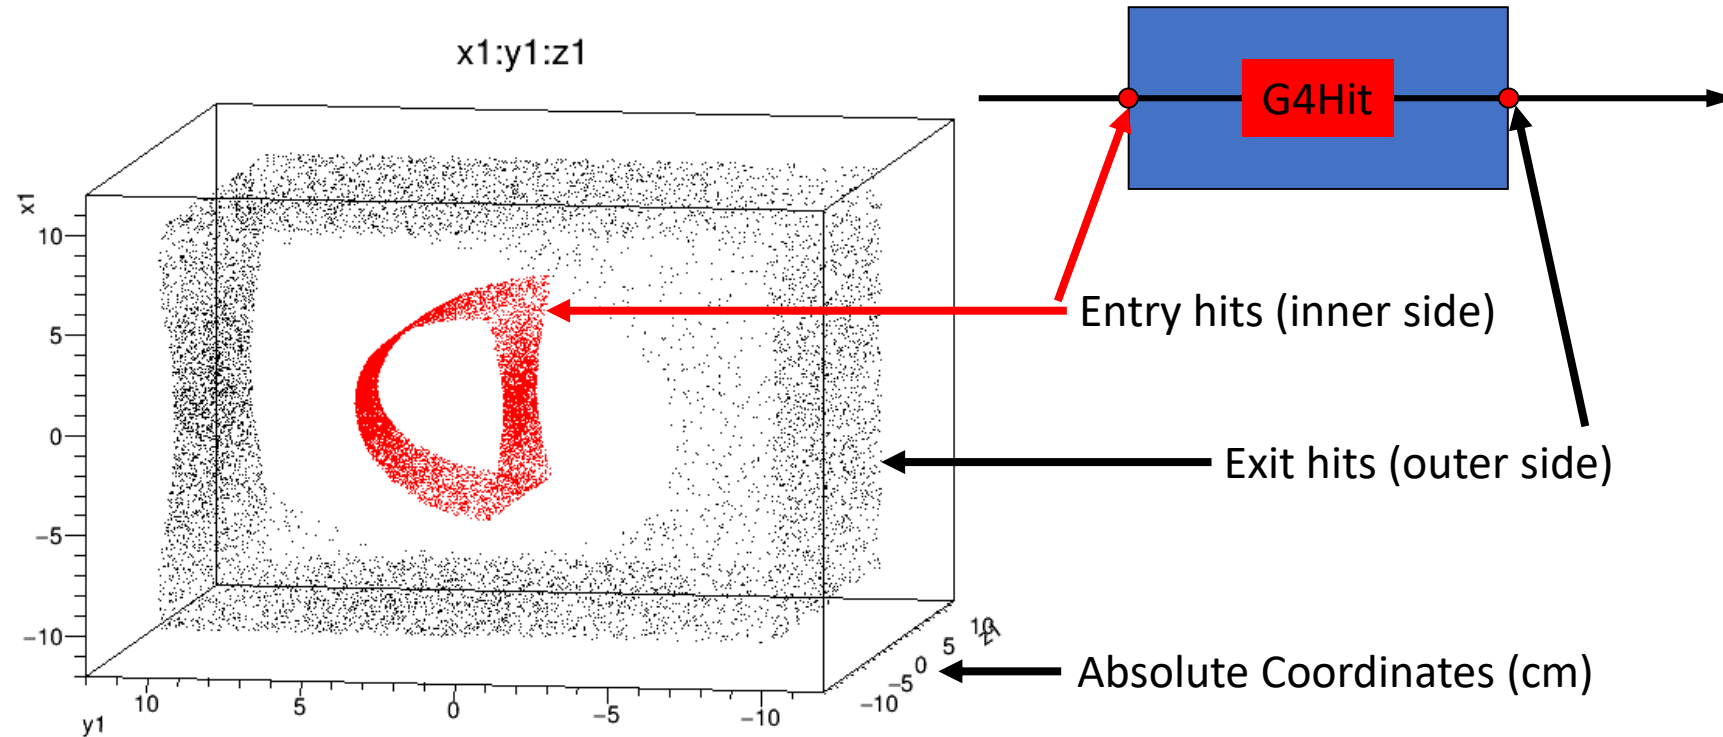 x1:y1:z1
G4Hit
Entry hits (inner side)
Exit hits (outer side)
Absolute Coordinates (cm)
x1
10
5
0
−5
−10
10
5
0
−5
−10
y1
−10
−5
0
5
10
z1